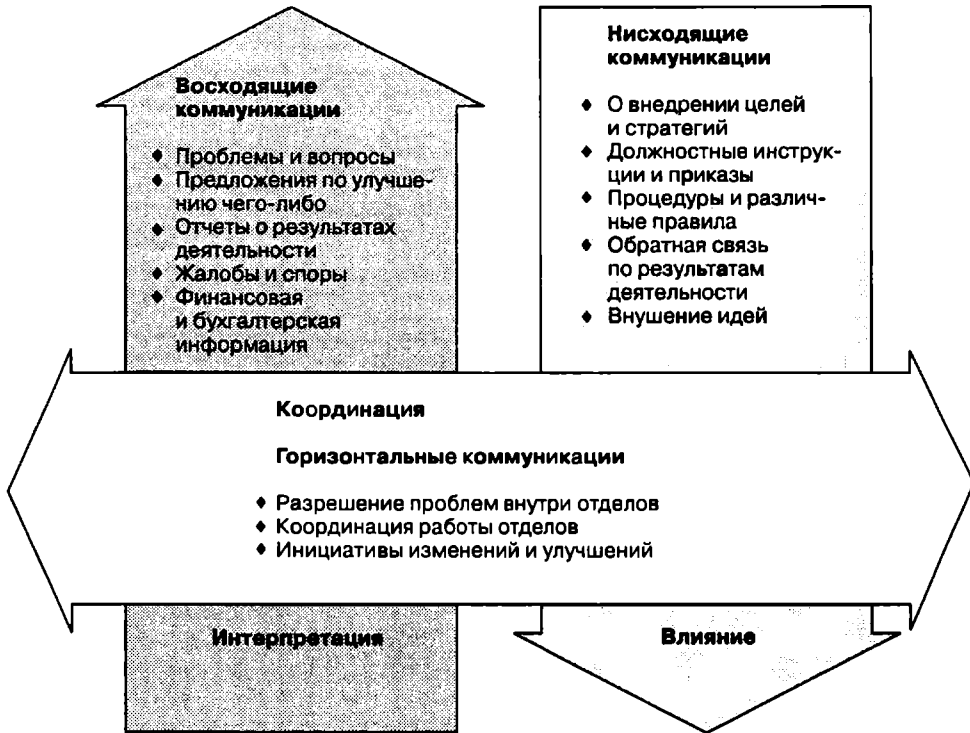 Восходящие
коммуникации
♦ Проблемы и вопросы
♦ Предложения по улучше-
нию чего-либо
♦ Отчеты о результатах
деятельности
♦ Жалобы и споры
♦ Финансовая
и бухгалтерская
информация
Нисходящие
коммуникации
♦ О внедрении целей
и стратегий
♦ Должностные инструк-
ции и приказы
♦ Процедуры и различ-
ные правила
♦ Обратная связь
по результатам
деятельности
♦ Внушение идей
Координация
Горизонтальные коммуникации
♦ Разрешение проблем внутри отделов
♦ Координация работы отделов
♦ Инициативы изменений и улучшений
Интерпретация
Влияние